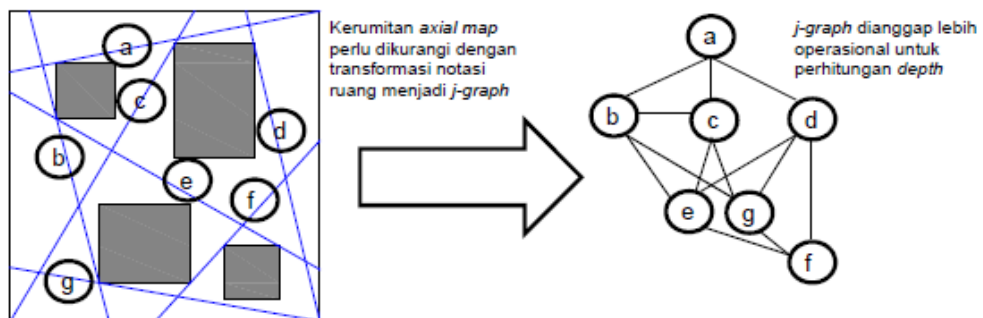 a
c
d
b
e
f
g
Kerumitan axial map
perlu dikurangi dengan
transformasi notasi
ruang menjadi j-graph
j-graph dianggap lebih
operasional untuk
perhitungan depth
a
b
c
d
e
g
f